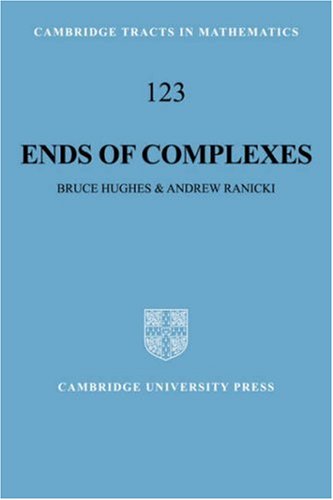 CAMBRIDGE TRACTS IN MATHEMATICS
123
ENDS OF COMPLEXES
BRUCE HUGHES & ANDREW RANICKI
CAMBRIDGE UNIVERSITY PRESS